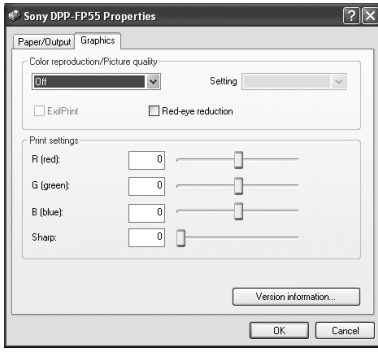 Sony DPP-FP55 Properties
Paper/Output Graphics
Color reproduction/Picture quality
Off Setting
ExifPrint Red-eye reduction
Print settings
R (red): 0
G (green): 0
B (blue): 0
Sharp: 0
Version information...
OK Cancel